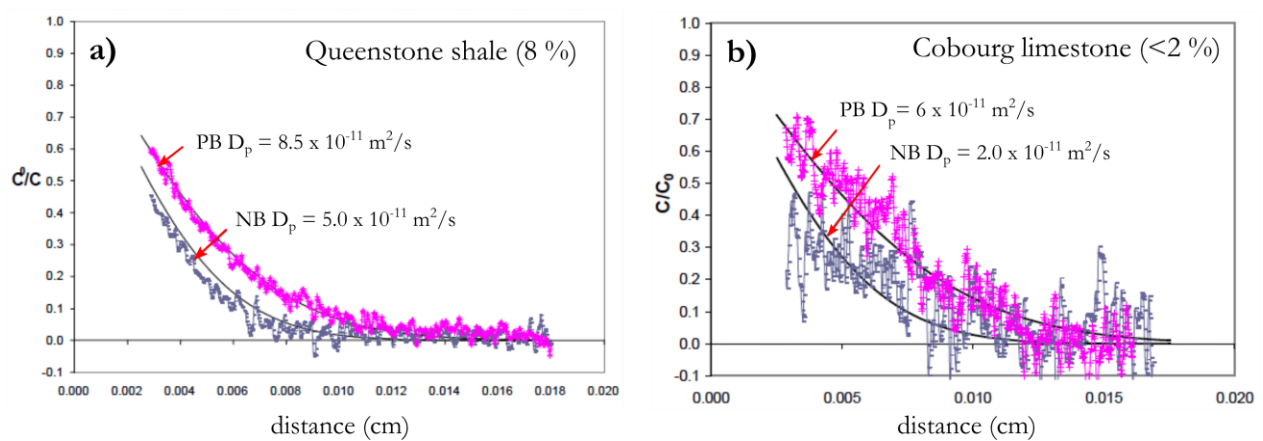 a)
Queenstone shale (8 %)
1.0
0.9
0.8
0.7
0.6
0.5
0.4
0.3
0.2
0.1
0.0
-0.1
C⁰/C
PB Dp = 8.5 x 10⁻¹¹ m²/s
NB Dp = 5.0 x 10⁻¹¹ m²/s
0.000 0.002 0.004 0.006 0.008 0.010 0.012 0.014 0.016 0.018 0.020
distance (cm)
b)
Cobourg limestone (<2 %)
1.0
0.9
0.8
0.7
0.6
0.5
0.4
0.3
0.2
0.1
0.0
-0.1
C/C₀
PB Dp = 6 x 10⁻¹¹ m²/s
NB Dp = 2.0 x 10⁻¹¹ m²/s
0.000 0.005 0.010 0.015 0.020
distance (cm)